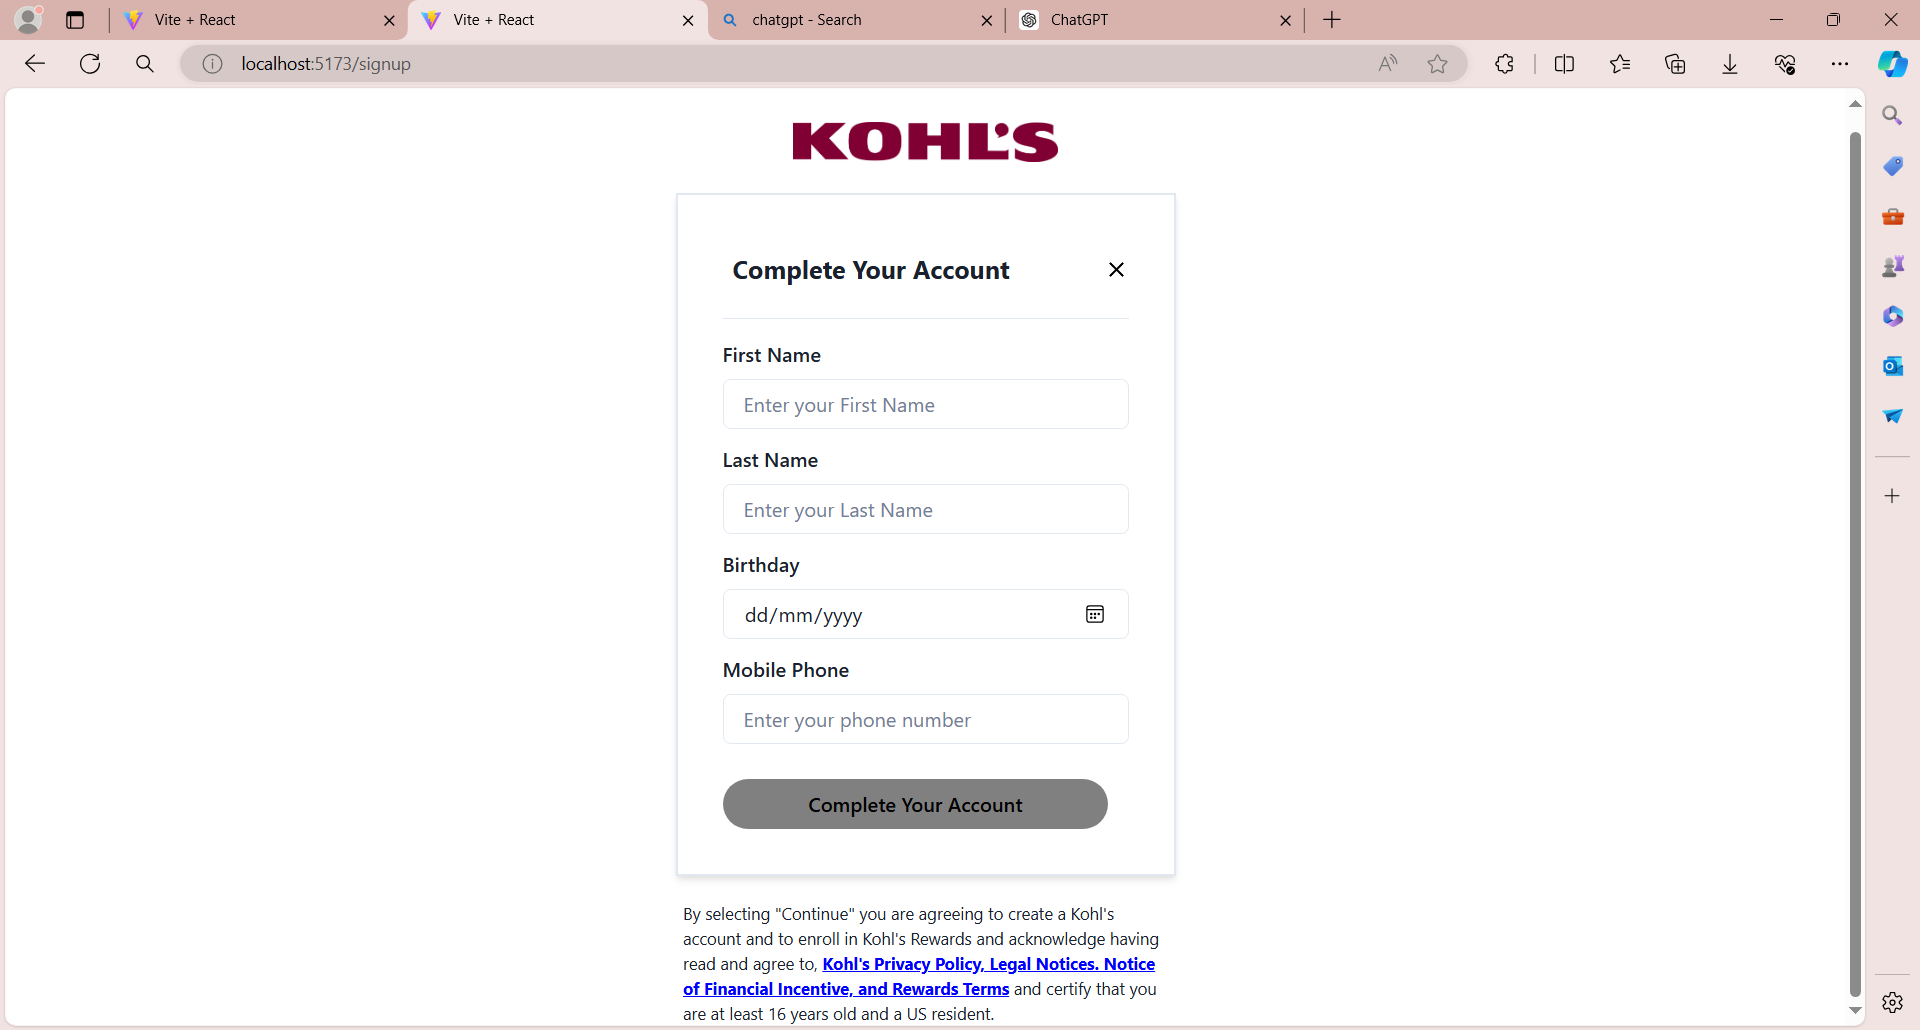 Vite + React
Vite + React
chatgpt - Search
ChatGPT
localhost:5173/signup
KOHL'S
Complete Your Account
First Name
Enter your First Name
Last Name
Enter your Last Name
Birthday
dd/mm/yyyy
Mobile Phone
Enter your phone number
Complete Your Account
By selecting "Continue" you are agreeing to create a Kohl's
account and to enroll in Kohl's Rewards and acknowledge having
read and agree to, Kohl's Privacy Policy, Legal Notices. Notice
of Financial Incentive, and Rewards Terms and certify that you
are at least 16 years old and a US resident.